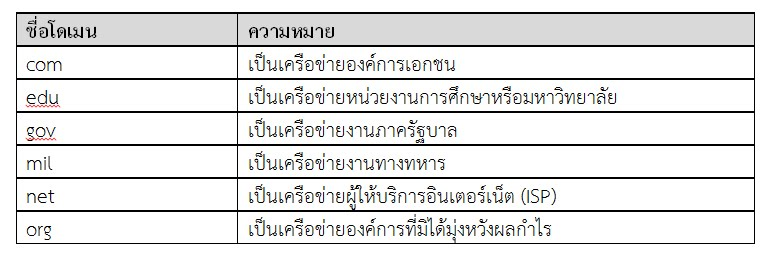 ชื่อโดเมน ความหมาย
com เป็นเครือข่ายองค์การเอกชน
edu เป็นเครือข่ายหน่วยงานการศึกษาหรือมหาวิทยาลัย
gov เป็นเครือข่ายงานภาครัฐบาล
mil เป็นเครือข่ายงานทางทหาร
net เป็นเครือข่ายผู้ให้บริการอินเตอร์เน็ต (ISP)
org เป็นเครือข่ายองค์การที่มิได้มุ่งหวังผลกำไร